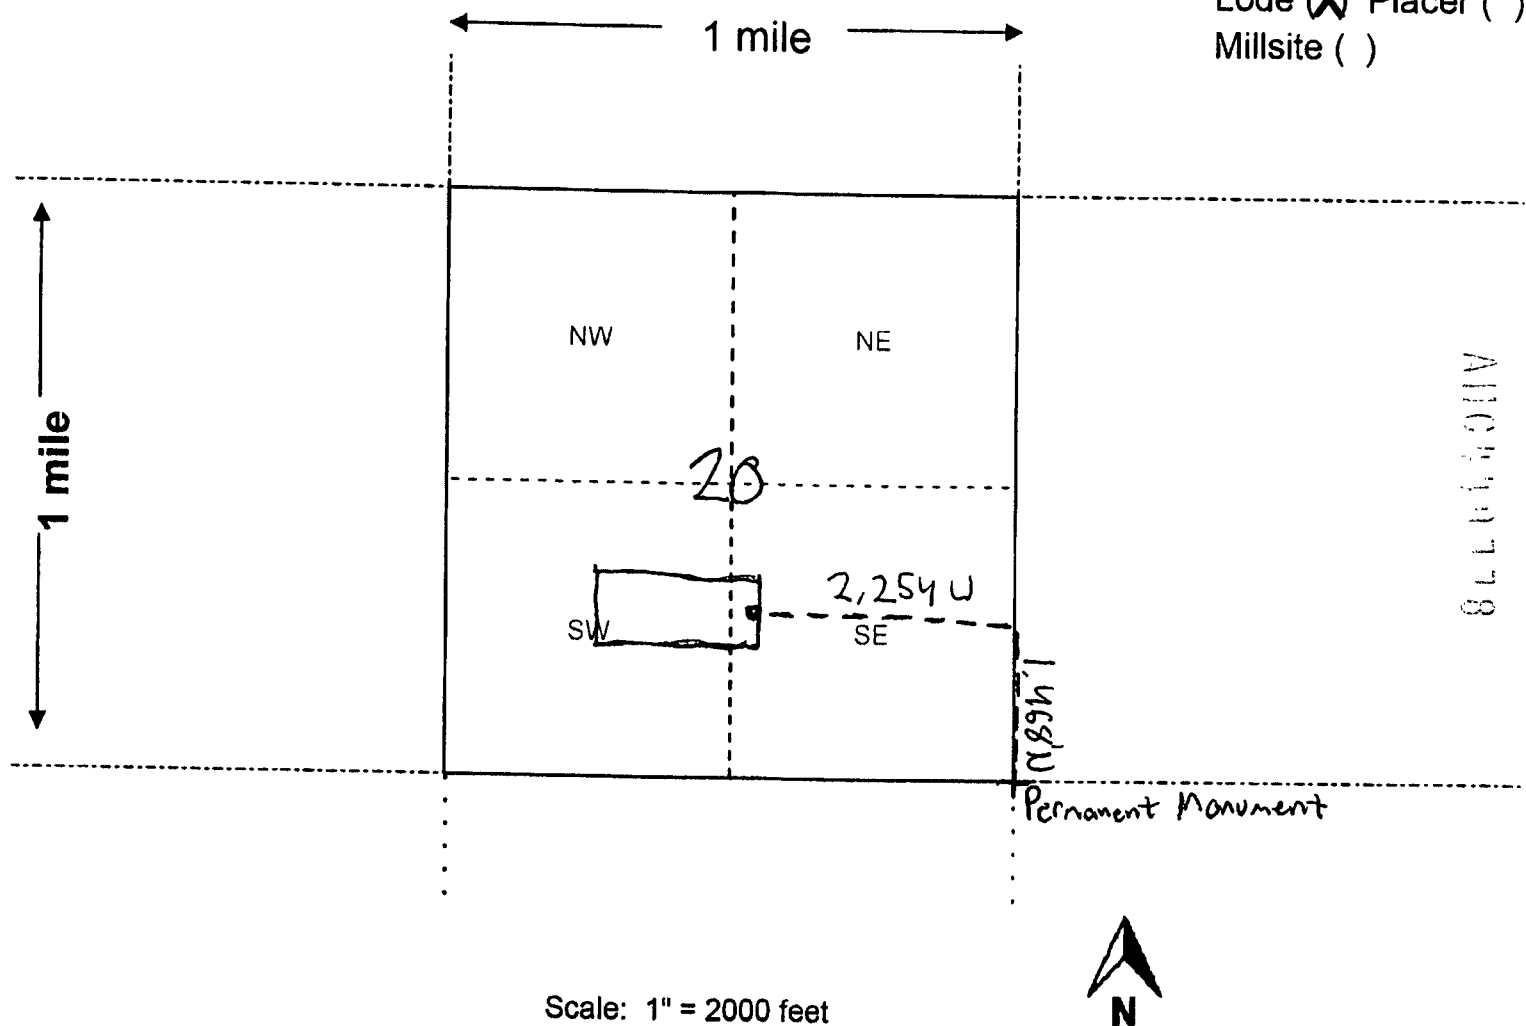 Lode (X) Placer ( )
1 mile
Millsite ( )
NW
NE
1 mile
20
2,254 W
SW
SE
1,468' N
Permanent Monument
Scale: 1" = 2000 feet
N